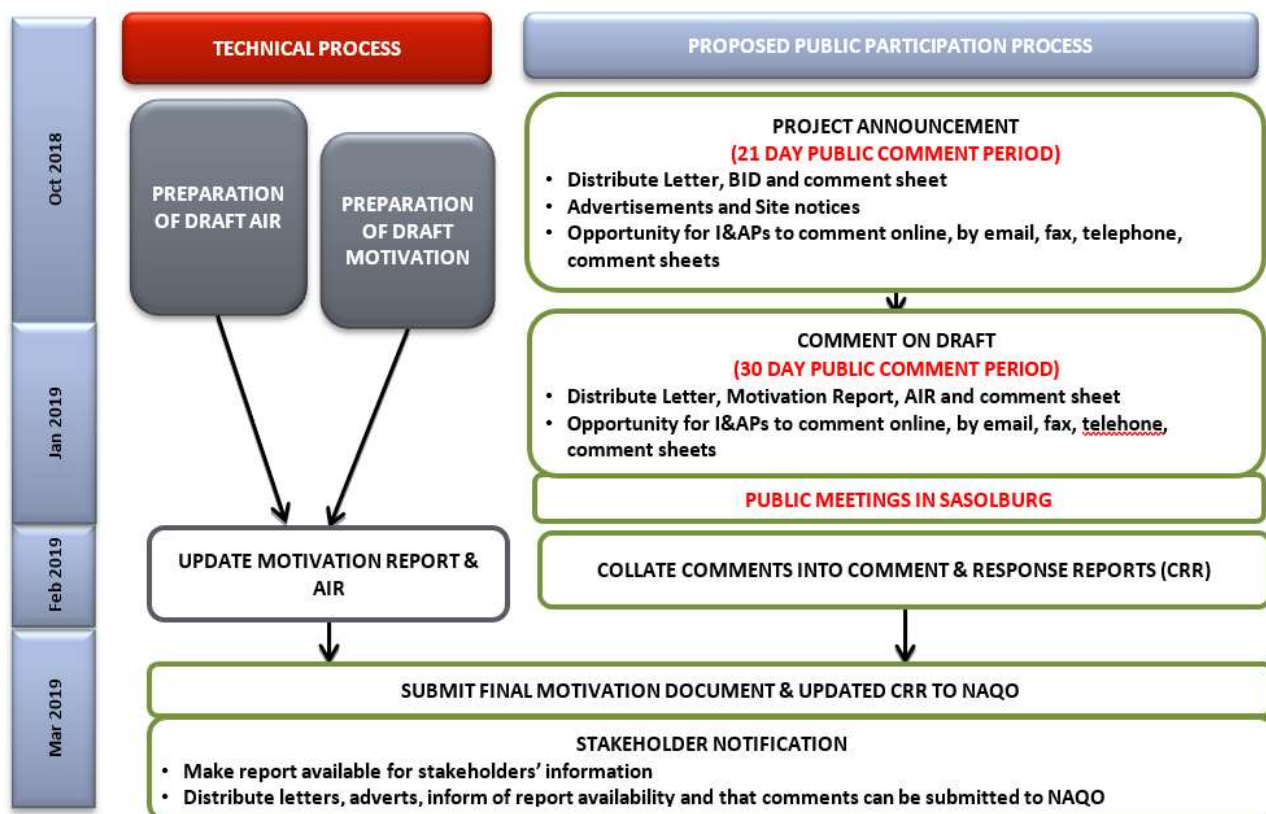 TECHNICAL PROCESS
PROPOSED PUBLIC PARTICIPATION PROCESS
Oct 2018
PREPARATION
OF DRAFT AIR
PREPARATION
OF DRAFT
MOTIVATION
PROJECT ANNOUNCEMENT
(21 DAY PUBLIC COMMENT PERIOD)
• Distribute Letter, BID and comment sheet
• Advertisements and Site notices
• Opportunity for I&APs to comment online, by email, fax, telephone,
comment sheets
Jan 2019
COMMENT ON DRAFT
(30 DAY PUBLIC COMMENT PERIOD)
• Distribute Letter, Motivation Report, AIR and comment sheet
• Opportunity for I&APs to comment online, by email, fax, telehone,
comment sheets
PUBLIC MEETINGS IN SASOLBURG
Feb 2019
UPDATE MOTIVATION REPORT &
AIR
COLLATE COMMENTS INTO COMMENT & RESPONSE REPORTS (CRR)
Mar 2019
SUBMIT FINAL MOTIVATION DOCUMENT & UPDATED CRR TO NAQO
STAKEHOLDER NOTIFICATION
• Make report available for stakeholders' information
• Distribute letters, adverts, inform of report availability and that comments can be submitted to NAQO